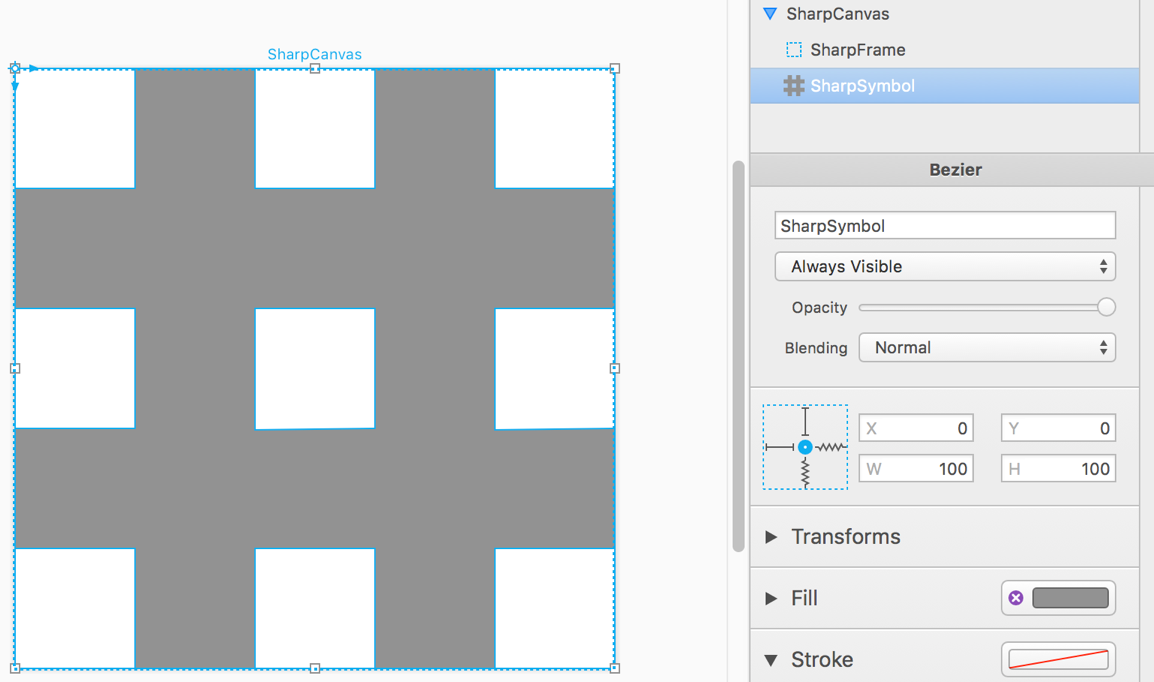 SharpCanvas
SharpCanvas
SharpFrame
SharpSymbol
Bezier
SharpSymbol
Always Visible
Opacity
Blending Normal
X 0 Y 0
W 100 H 100
Transforms
Fill
Stroke